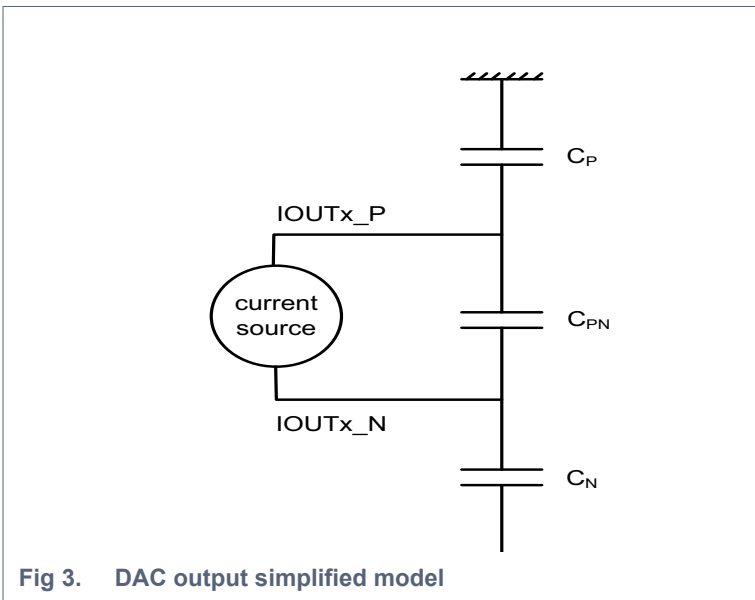 C_P
IOUTx_P
current
source
C_PN
IOUTx_N
C_N
Fig 3. DAC output simplified model